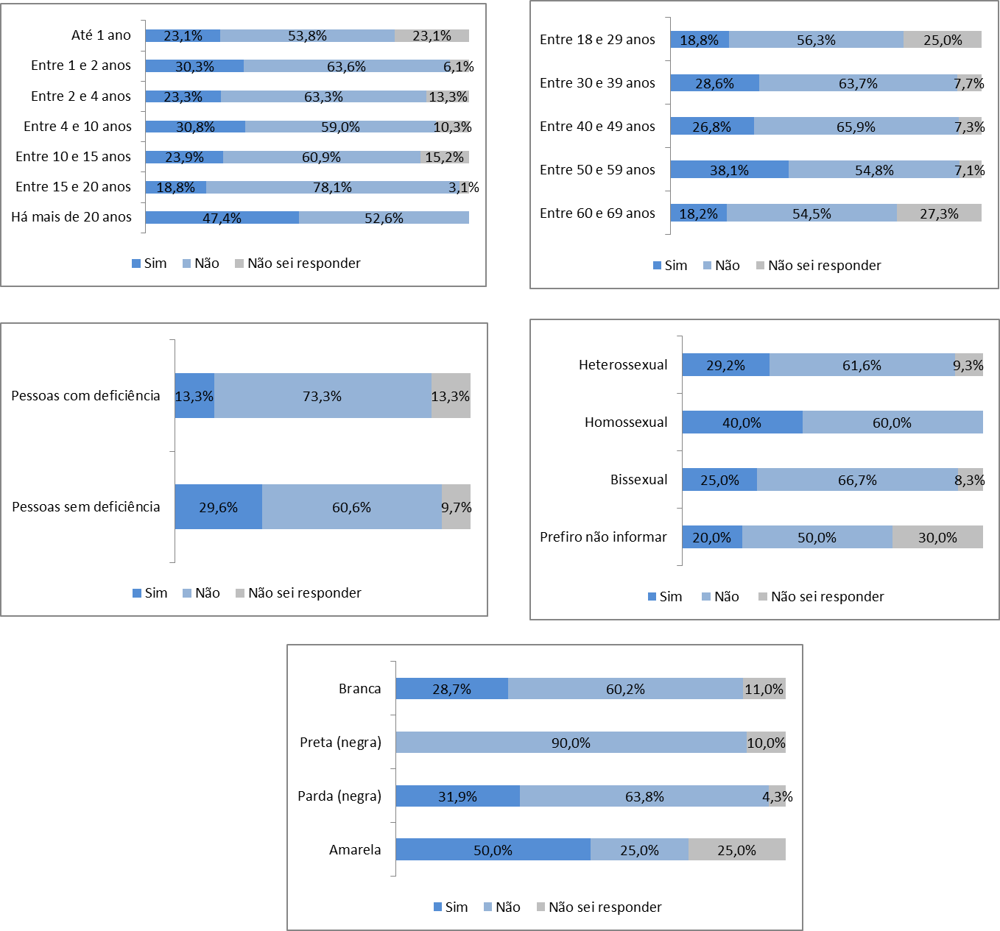 Até 1 ano 23,1% 53,8% 23,1%
Entre 1 e 2 anos 30,3% 63,6% 6,1%
Entre 2 e 4 anos 23,3% 63,3% 13,3%
Entre 4 e 10 anos 30,8% 59,0% 10,3%
Entre 10 e 15 anos 23,9% 60,9% 15,2%
Entre 15 e 20 anos 18,8% 78,1% 3,1%
Há mais de 20 anos 47,4% 52,6%
Sim Não Não sei responder
Entre 18 e 29 anos 18,8% 56,3% 25,0%
Entre 30 e 39 anos 28,6% 63,7% 7,7%
Entre 40 e 49 anos 26,8% 65,9% 7,3%
Entre 50 e 59 anos 38,1% 54,8% 7,1%
Entre 60 e 69 anos 18,2% 54,5% 27,3%
Sim Não Não sei responder
Pessoas com deficiência 13,3% 73,3% 13,3%
Pessoas sem deficiência 29,6% 60,6% 9,7%
Sim Não Não sei responder
Heterossexual 29,2% 61,6% 9,3%
Homossexual 40,0% 60,0%
Bissexual 25,0% 66,7% 8,3%
Prefiro não informar 20,0% 50,0% 30,0%
Sim Não Não sei responder
Branca 28,7% 60,2% 11,0%
Preta (negra) 90,0% 10,0%
Parda (negra) 31,9% 63,8% 4,3%
Amarela 50,0% 25,0% 25,0%
Sim Não Não sei responder